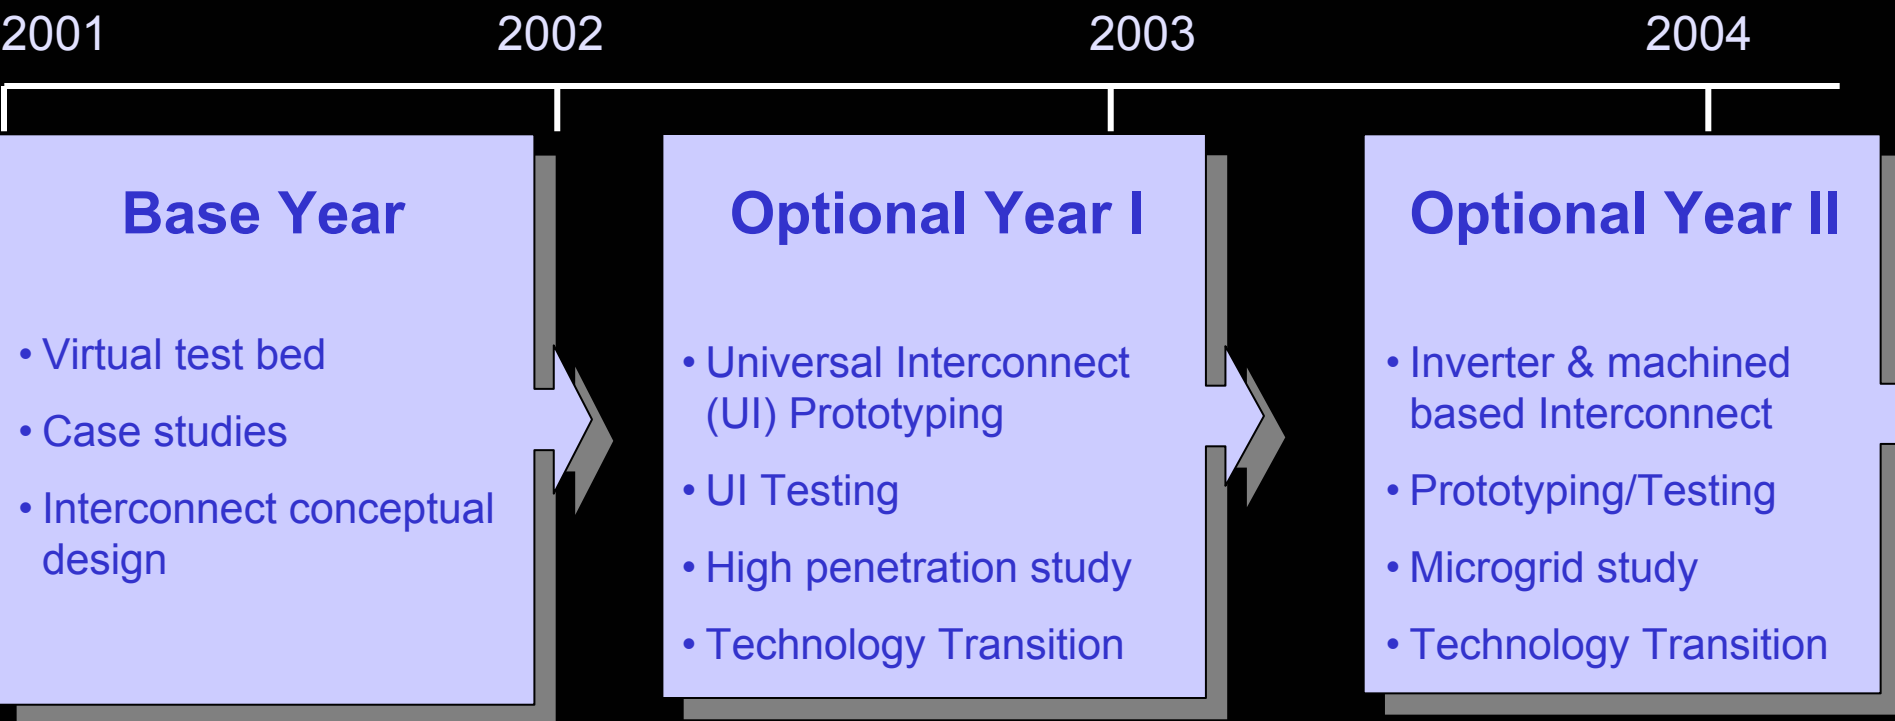 2001 2002 2003 2004
Base Year
• Virtual test bed
• Case studies
• Interconnect conceptual
design
Optional Year I
• Universal Interconnect
(UI) Prototyping
• UI Testing
• High penetration study
• Technology Transition
Optional Year II
• Inverter & machined
based Interconnect
• Prototyping/Testing
• Microgrid study
• Technology Transition